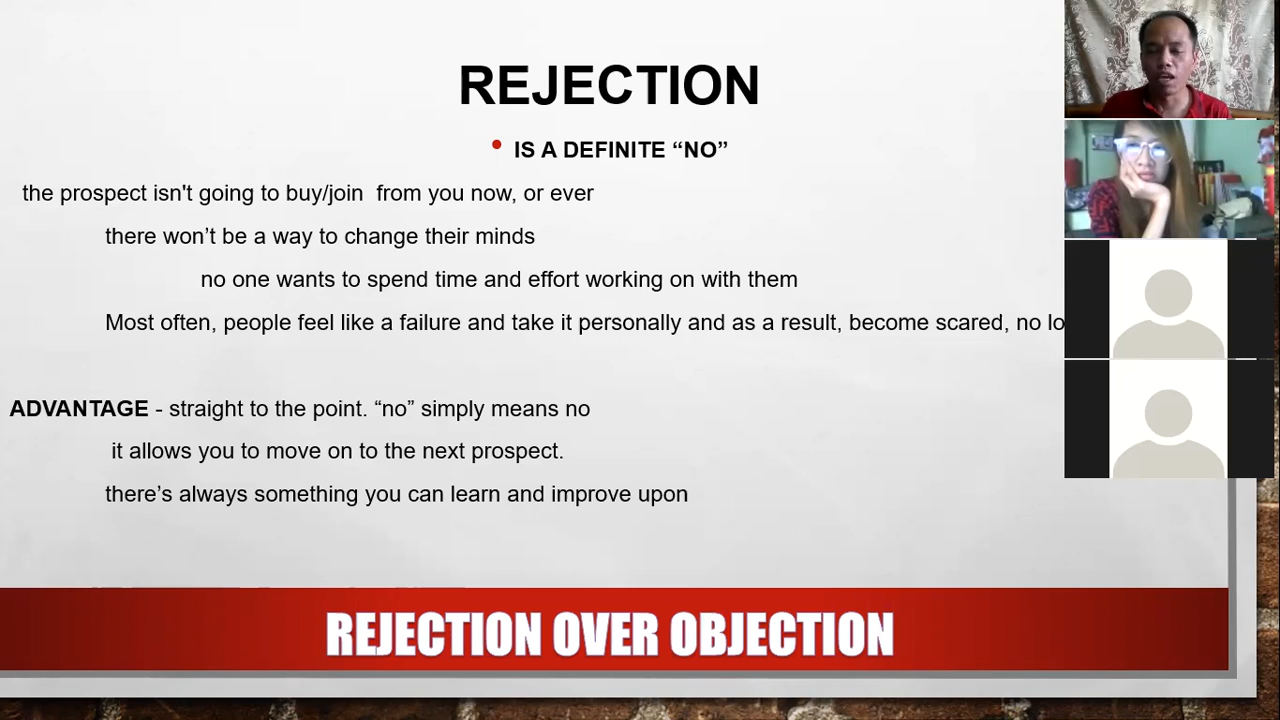 REJECTION
• IS A DEFINITE “NO”
the prospect isn't going to buy/join  from you now, or ever
there won’t be a way to change their minds
no one wants to spend time and effort working on with them
Most often, people feel like a failure and take it personally and as a result, become scared, no lo
ADVANTAGE - straight to the point. “no” simply means no
it allows you to move on to the next prospect.
there’s always something you can learn and improve upon
REJECTION OVER OBJECTION